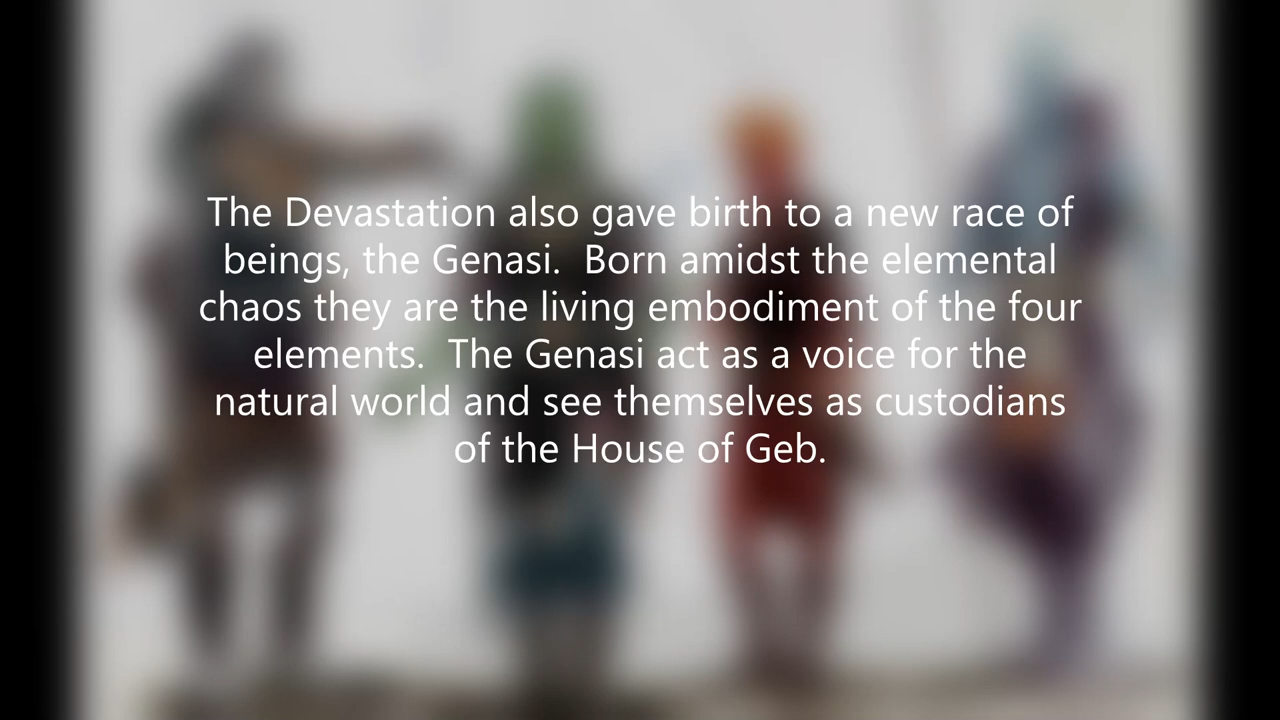 The Devastation also gave birth to a new race of
beings, the Genasi.  Born amidst the elemental
chaos they are the living embodiment of the four
elements.  The Genasi act as a voice for the
natural world and see themselves as custodians
of the House of Geb.